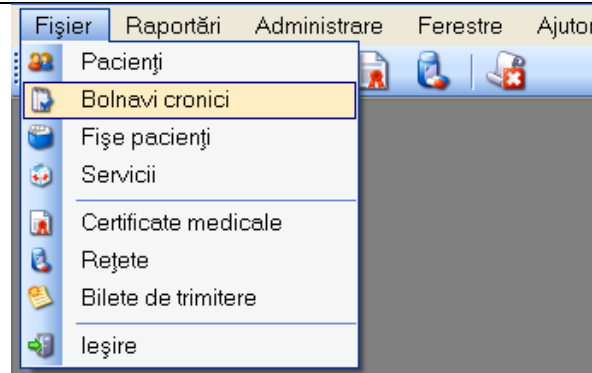 Fişier Raportări Administrare Ferestre Ajutor
Pacienţi
Bolnavi cronici
Fişe pacienţi
Servicii
Certificate medicale
Reţete
Bilete de trimitere
Ieşire